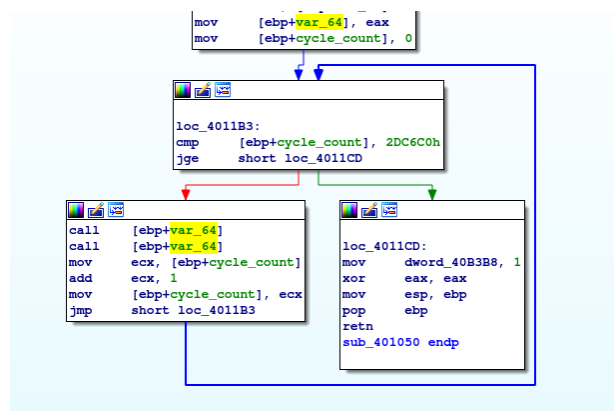 mov [ebp+var_64], eax
mov [ebp+cycle_count], 0
loc_4011B3:
cmp [ebp+cycle_count], 2DC6C0h
jge short loc_4011CD
call [ebp+var_64]
call [ebp+var_64]
mov ecx, [ebp+cycle_count]
add ecx, 1
mov [ebp+cycle_count], ecx
jmp short loc_4011B3
loc_4011CD:
mov dword_40B3B8, 1
xor eax, eax
mov esp, ebp
pop ebp
retn
sub_401050 endp